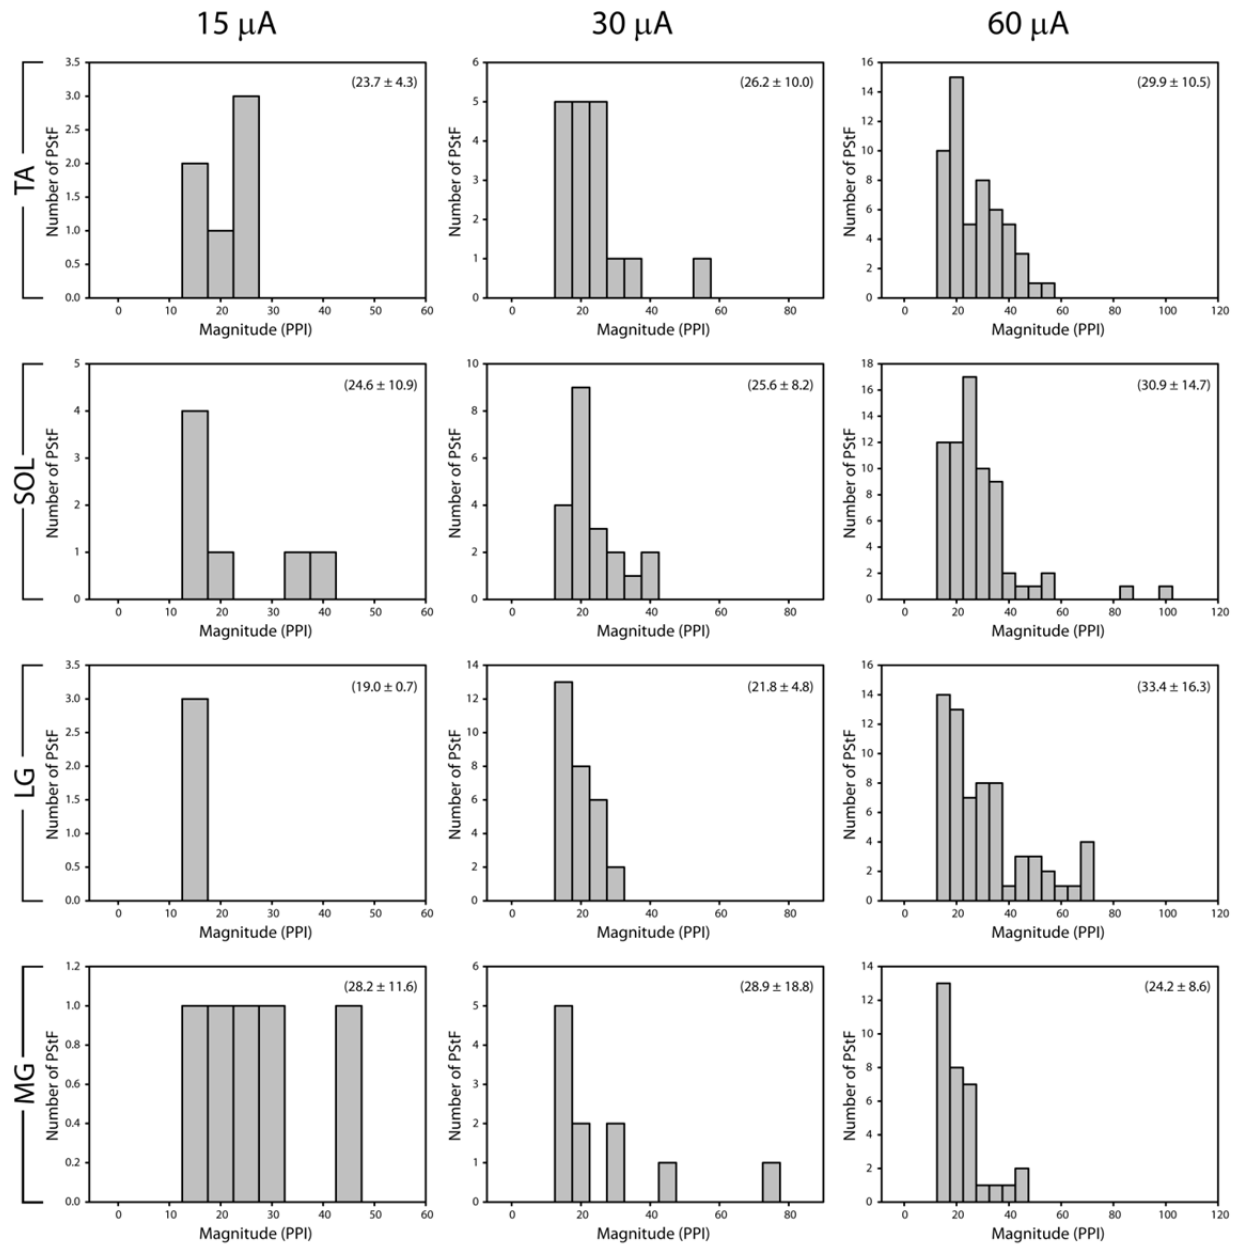 15 µA 30 µA 60 µA
TA
3.5
3.0
2.5
2.0
1.5
1.0
0.5
0.0
Number of PStF
(23.7 ± 4.3)
0 10 20 30 40 50 60
Magnitude (PPI)
6
5
4
3
2
1
0
Number of PStF
(26.2 ± 10.0)
0 20 40 60 80
Magnitude (PPI)
16
14
12
10
8
6
4
2
0
Number of PStF
(29.9 ± 10.5)
0 20 40 60 80 100 120
Magnitude (PPI)
SOL
5
4
3
2
1
0
Number of PStF
(24.6 ± 10.9)
0 10 20 30 40 50 60
Magnitude (PPI)
10
8
6
4
2
0
Number of PStF
(25.6 ± 8.2)
0 20 40 60 80
Magnitude (PPI)
18
16
14
12
10
8
6
4
2
0
Number of PStF
(30.9 ± 14.7)
0 20 40 60 80 100 120
Magnitude (PPI)
LG
3.5
3.0
2.5
2.0
1.5
1.0
0.5
0.0
Number of PStF
(19.0 ± 0.7)
0 10 20 30 40 50 60
Magnitude (PPI)
14
12
10
8
6
4
2
0
Number of PStF
(21.8 ± 4.8)
0 20 40 60 80
Magnitude (PPI)
16
14
12
10
8
6
4
2
0
Number of PStF
(33.4 ± 16.3)
0 20 40 60 80 100 120
Magnitude (PPI)
MG
1.2
1.0
0.8
0.6
0.4
0.2
0.0
Number of PStF
(28.2 ± 11.6)
0 10 20 30 40 50 60
Magnitude (PPI)
6
5
4
3
2
1
0
Number of PStF
(28.9 ± 18.8)
0 20 40 60 80
Magnitude (PPI)
14
12
10
8
6
4
2
0
Number of PStF
(24.2 ± 8.6)
0 20 40 60 80 100 120
Magnitude (PPI)